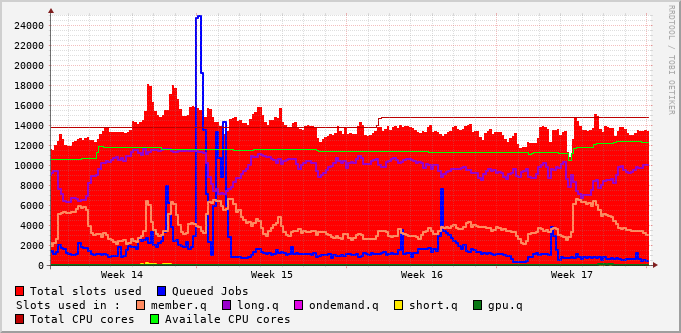 24000
22000
20000
18000
16000
14000
12000
10000
8000
6000
4000
2000
0
Week 14 Week 15 Week 16 Week 17
Total slots used Queued Jobs
Slots used in : member.q long.q ondemand.q short.q gpu.q
Total CPU cores Availale CPU cores
RRDTOOL / TOBI OETIKER